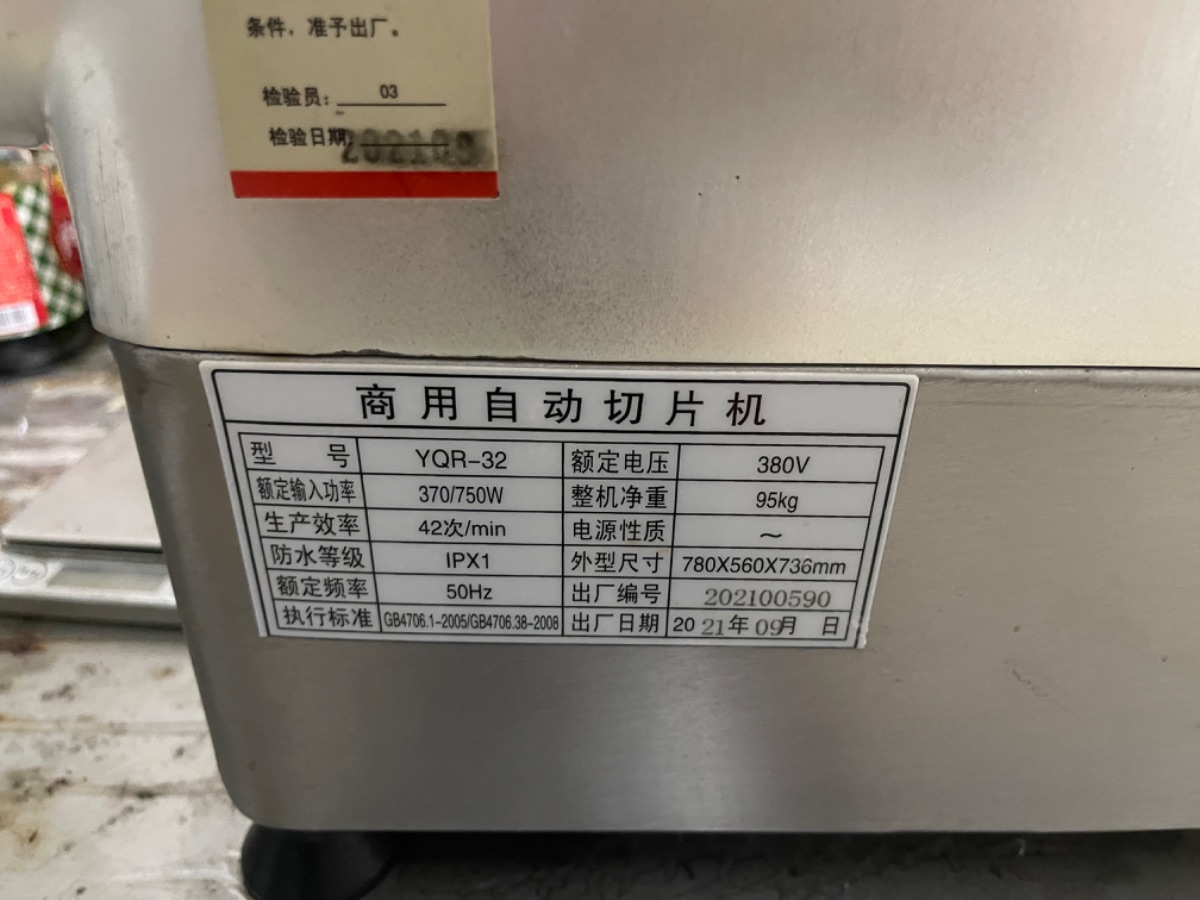 条件，准予出厂。
检验员：03
检验日期：
商用自动切片机
型 号 YQR-32 额定电压 380V
额定输入功率 370/750W 整机净重 95kg
生产效率 42次/min 电源性质 ～
防水等级 IPX1 外型尺寸 780X560X736mm
额定频率 50Hz 出厂编号 202100590
执行标准 GB4706.1-2005/GB4706.38-2008 出厂日期 2021年09月 日